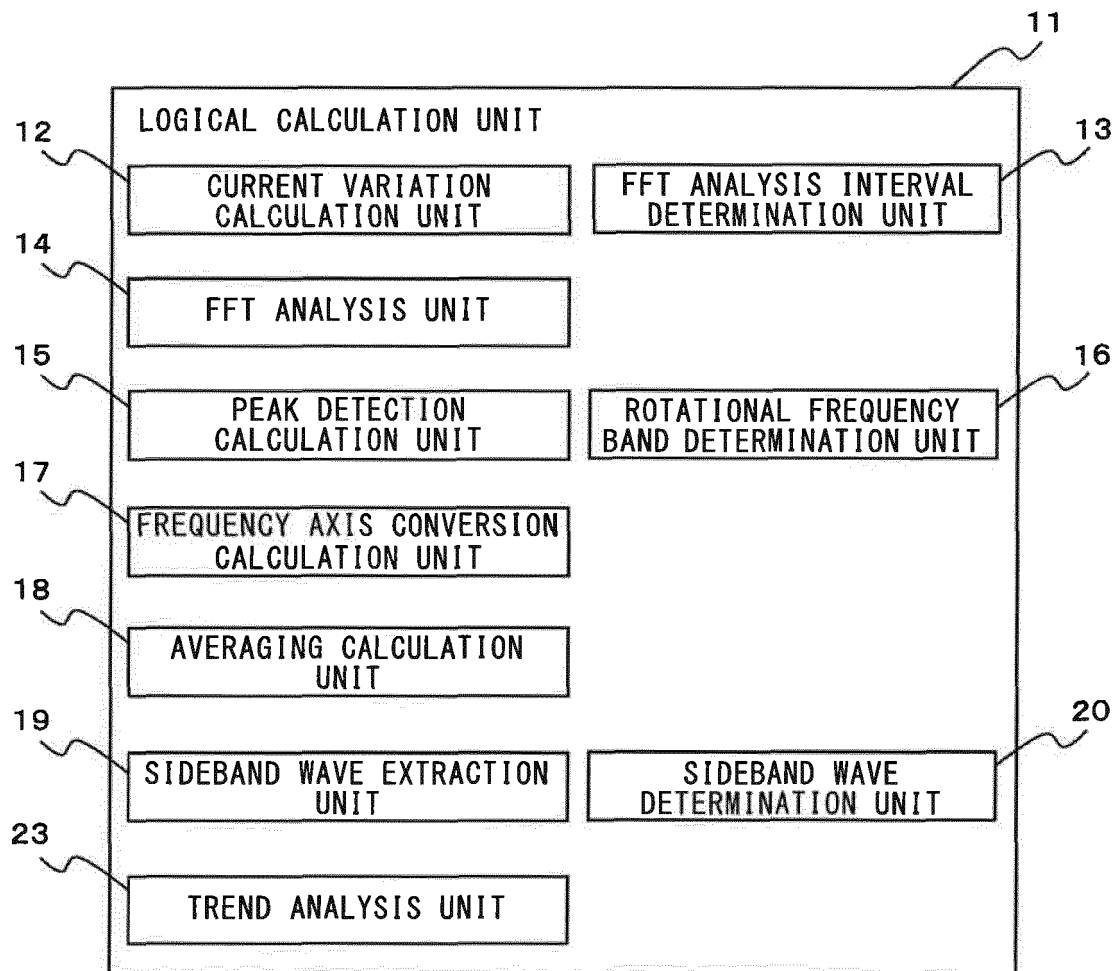 11
LOGICAL CALCULATION UNIT
12
CURRENT VARIATION
CALCULATION UNIT
13
FFT ANALYSIS INTERVAL
DETERMINATION UNIT
14
FFT ANALYSIS UNIT
15
PEAK DETECTION
CALCULATION UNIT
16
ROTATIONAL FREQUENCY
BAND DETERMINATION UNIT
17
FREQUENCY AXIS CONVERSION
CALCULATION UNIT
18
AVERAGING CALCULATION
UNIT
19
SIDEBAND WAVE EXTRACTION
UNIT
20
SIDEBAND WAVE
DETERMINATION UNIT
23
TREND ANALYSIS UNIT